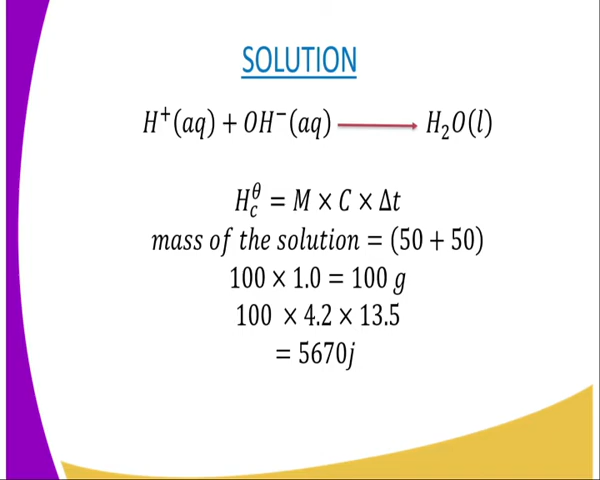 SOLUTION
H⁺(aq) + OH⁻(aq) ⟶ H₂O(l)
H_c^θ = M × C × Δt
mass of the solution = (50 + 50)
100 × 1.0 = 100 g
100 × 4.2 × 13.5
= 5670j